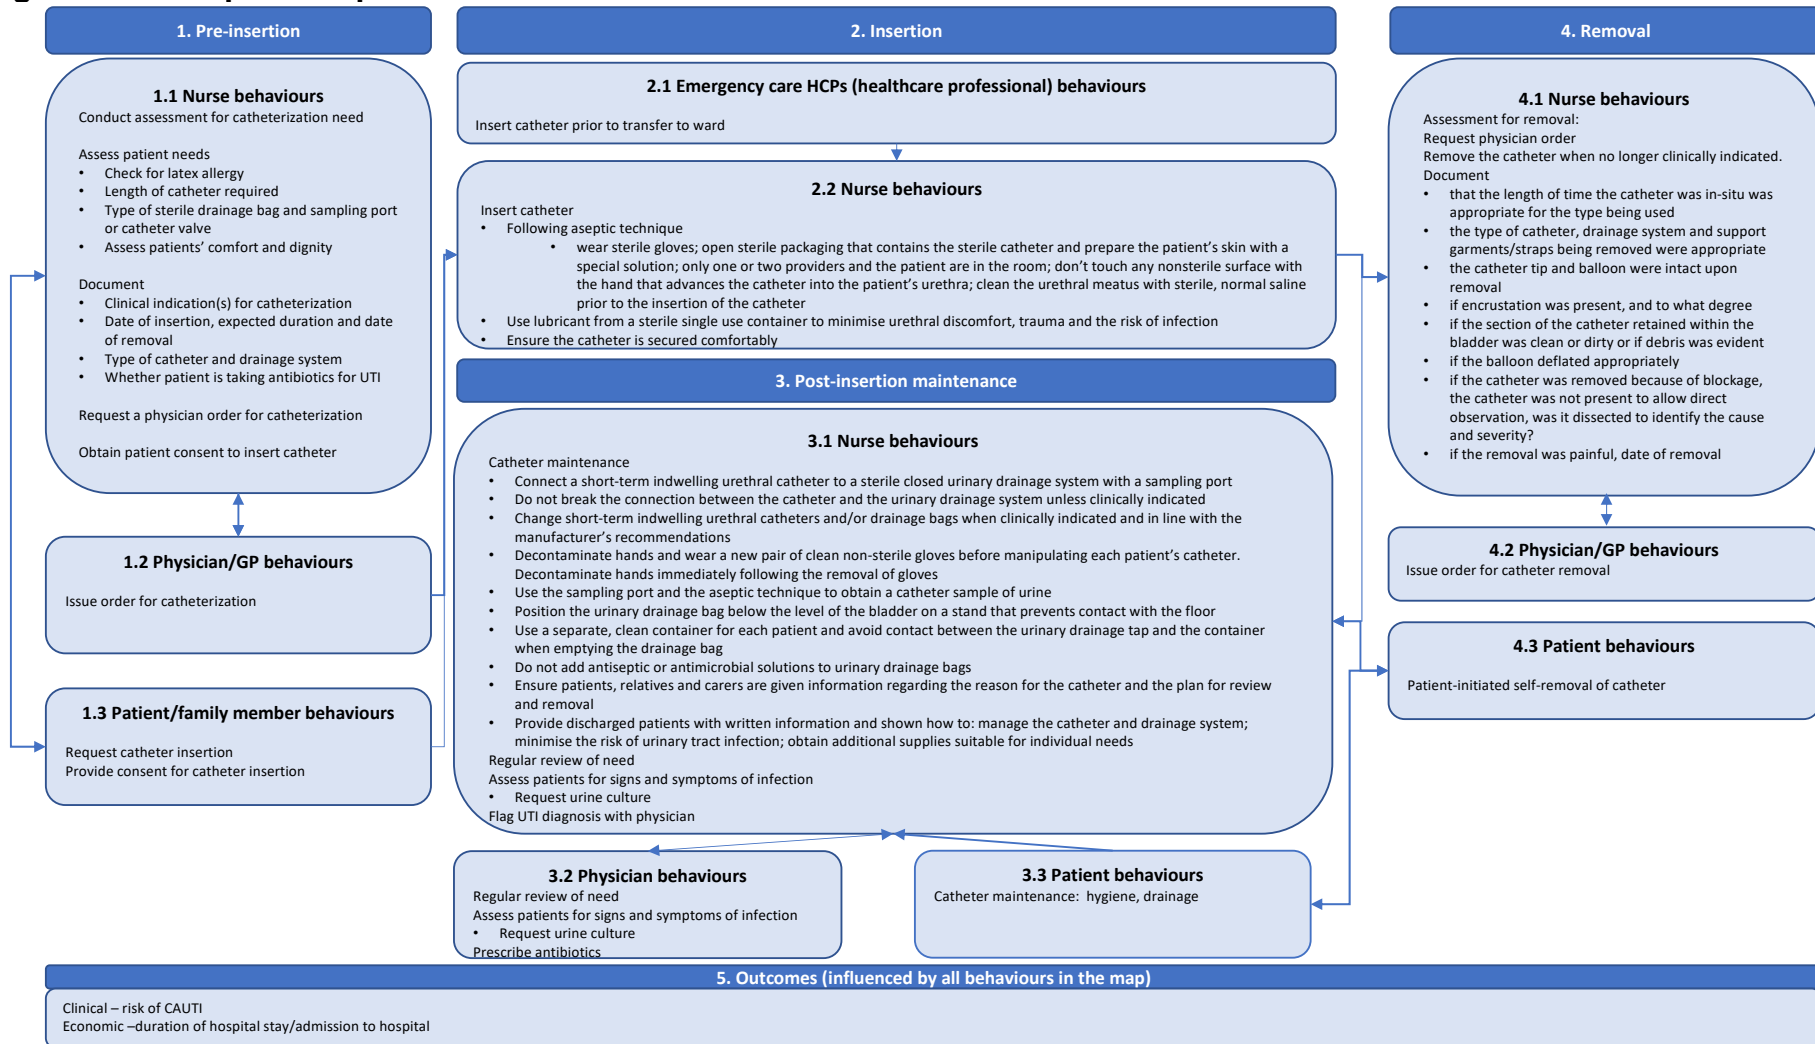 1. Pre-insertion
1.1 Nurse behaviours
Conduct assessment for catheterization need
Assess patient needs
• Check for latex allergy
• Length of catheter required
• Type of sterile drainage bag and sampling port
or catheter valve
• Assess patients’ comfort and dignity
Document
• Clinical indication(s) for catheterization
• Date of insertion, expected duration and date
of removal
• Type of catheter and drainage system
• Whether patient is taking antibiotics for UTI
Request a physician order for catheterization
Obtain patient consent to insert catheter
1.2 Physician/GP behaviours
Issue order for catheterization
1.3 Patient/family member behaviours
Request catheter insertion
Provide consent for catheter insertion
2. Insertion
2.1 Emergency care HCPs (healthcare professional) behaviours
Insert catheter prior to transfer to ward
2.2 Nurse behaviours
Insert catheter
• Following aseptic technique
• wear sterile gloves; open sterile packaging that contains the sterile catheter and prepare the patient’s skin with a
special solution; only one or two providers and the patient are in the room; don’t touch any nonsterile surface with
the hand that advances the catheter into the patient’s urethra; clean the urethral meatus with sterile, normal saline
prior to the insertion of the catheter
• Use lubricant from a sterile single use container to minimise urethral discomfort, trauma and the risk of infection
• Ensure the catheter is secured comfortably
3. Post-insertion maintenance
3.1 Nurse behaviours
Catheter maintenance
• Connect a short-term indwelling urethral catheter to a sterile closed urinary drainage system with a sampling port
• Do not break the connection between the catheter and the urinary drainage system unless clinically indicated
• Change short-term indwelling urethral catheters and/or drainage bags when clinically indicated and in line with the
manufacturer’s recommendations
• Decontaminate hands and wear a new pair of clean non-sterile gloves before manipulating each patient’s catheter.
Decontaminate hands immediately following the removal of gloves
• Use the sampling port and the aseptic technique to obtain a catheter sample of urine
• Position the urinary drainage bag below the level of the bladder on a stand that prevents contact with the floor
• Use a separate, clean container for each patient and avoid contact between the urinary drainage tap and the container
when emptying the drainage bag
• Do not add antiseptic or antimicrobial solutions to urinary drainage bags
• Ensure patients, relatives and carers are given information regarding the reason for the catheter and the plan for review
and removal
• Provide discharged patients with written information and shown how to: manage the catheter and drainage system;
minimise the risk of urinary tract infection; obtain additional supplies suitable for individual needs
Regular review of need
Assess patients for signs and symptoms of infection
• Request urine culture
Flag UTI diagnosis with physician
3.2 Physician behaviours
Regular review of need
Assess patients for signs and symptoms of infection
• Request urine culture
Prescribe antibiotics
3.3 Patient behaviours
Catheter maintenance: hygiene, drainage
4. Removal
4.1 Nurse behaviours
Assessment for removal:
Request physician order
Remove the catheter when no longer clinically indicated.
Document
• that the length of time the catheter was in-situ was
appropriate for the type being used
• the type of catheter, drainage system and support
garments/straps being removed were appropriate
• the catheter tip and balloon were intact upon
removal
• if encrustation was present, and to what degree
• if the section of the catheter retained within the
bladder was clean or dirty or if debris was evident
• if the balloon deflated appropriately
• if the catheter was removed because of blockage,
the catheter was not present to allow direct
observation, was it dissected to identify the cause
and severity?
• if the removal was painful, date of removal
4.2 Physician/GP behaviours
Issue order for catheter removal
4.3 Patient behaviours
Patient-initiated self-removal of catheter
5. Outcomes (influenced by all behaviours in the map)
Clinical – risk of CAUTI
Economic –duration of hospital stay/admission to hospital